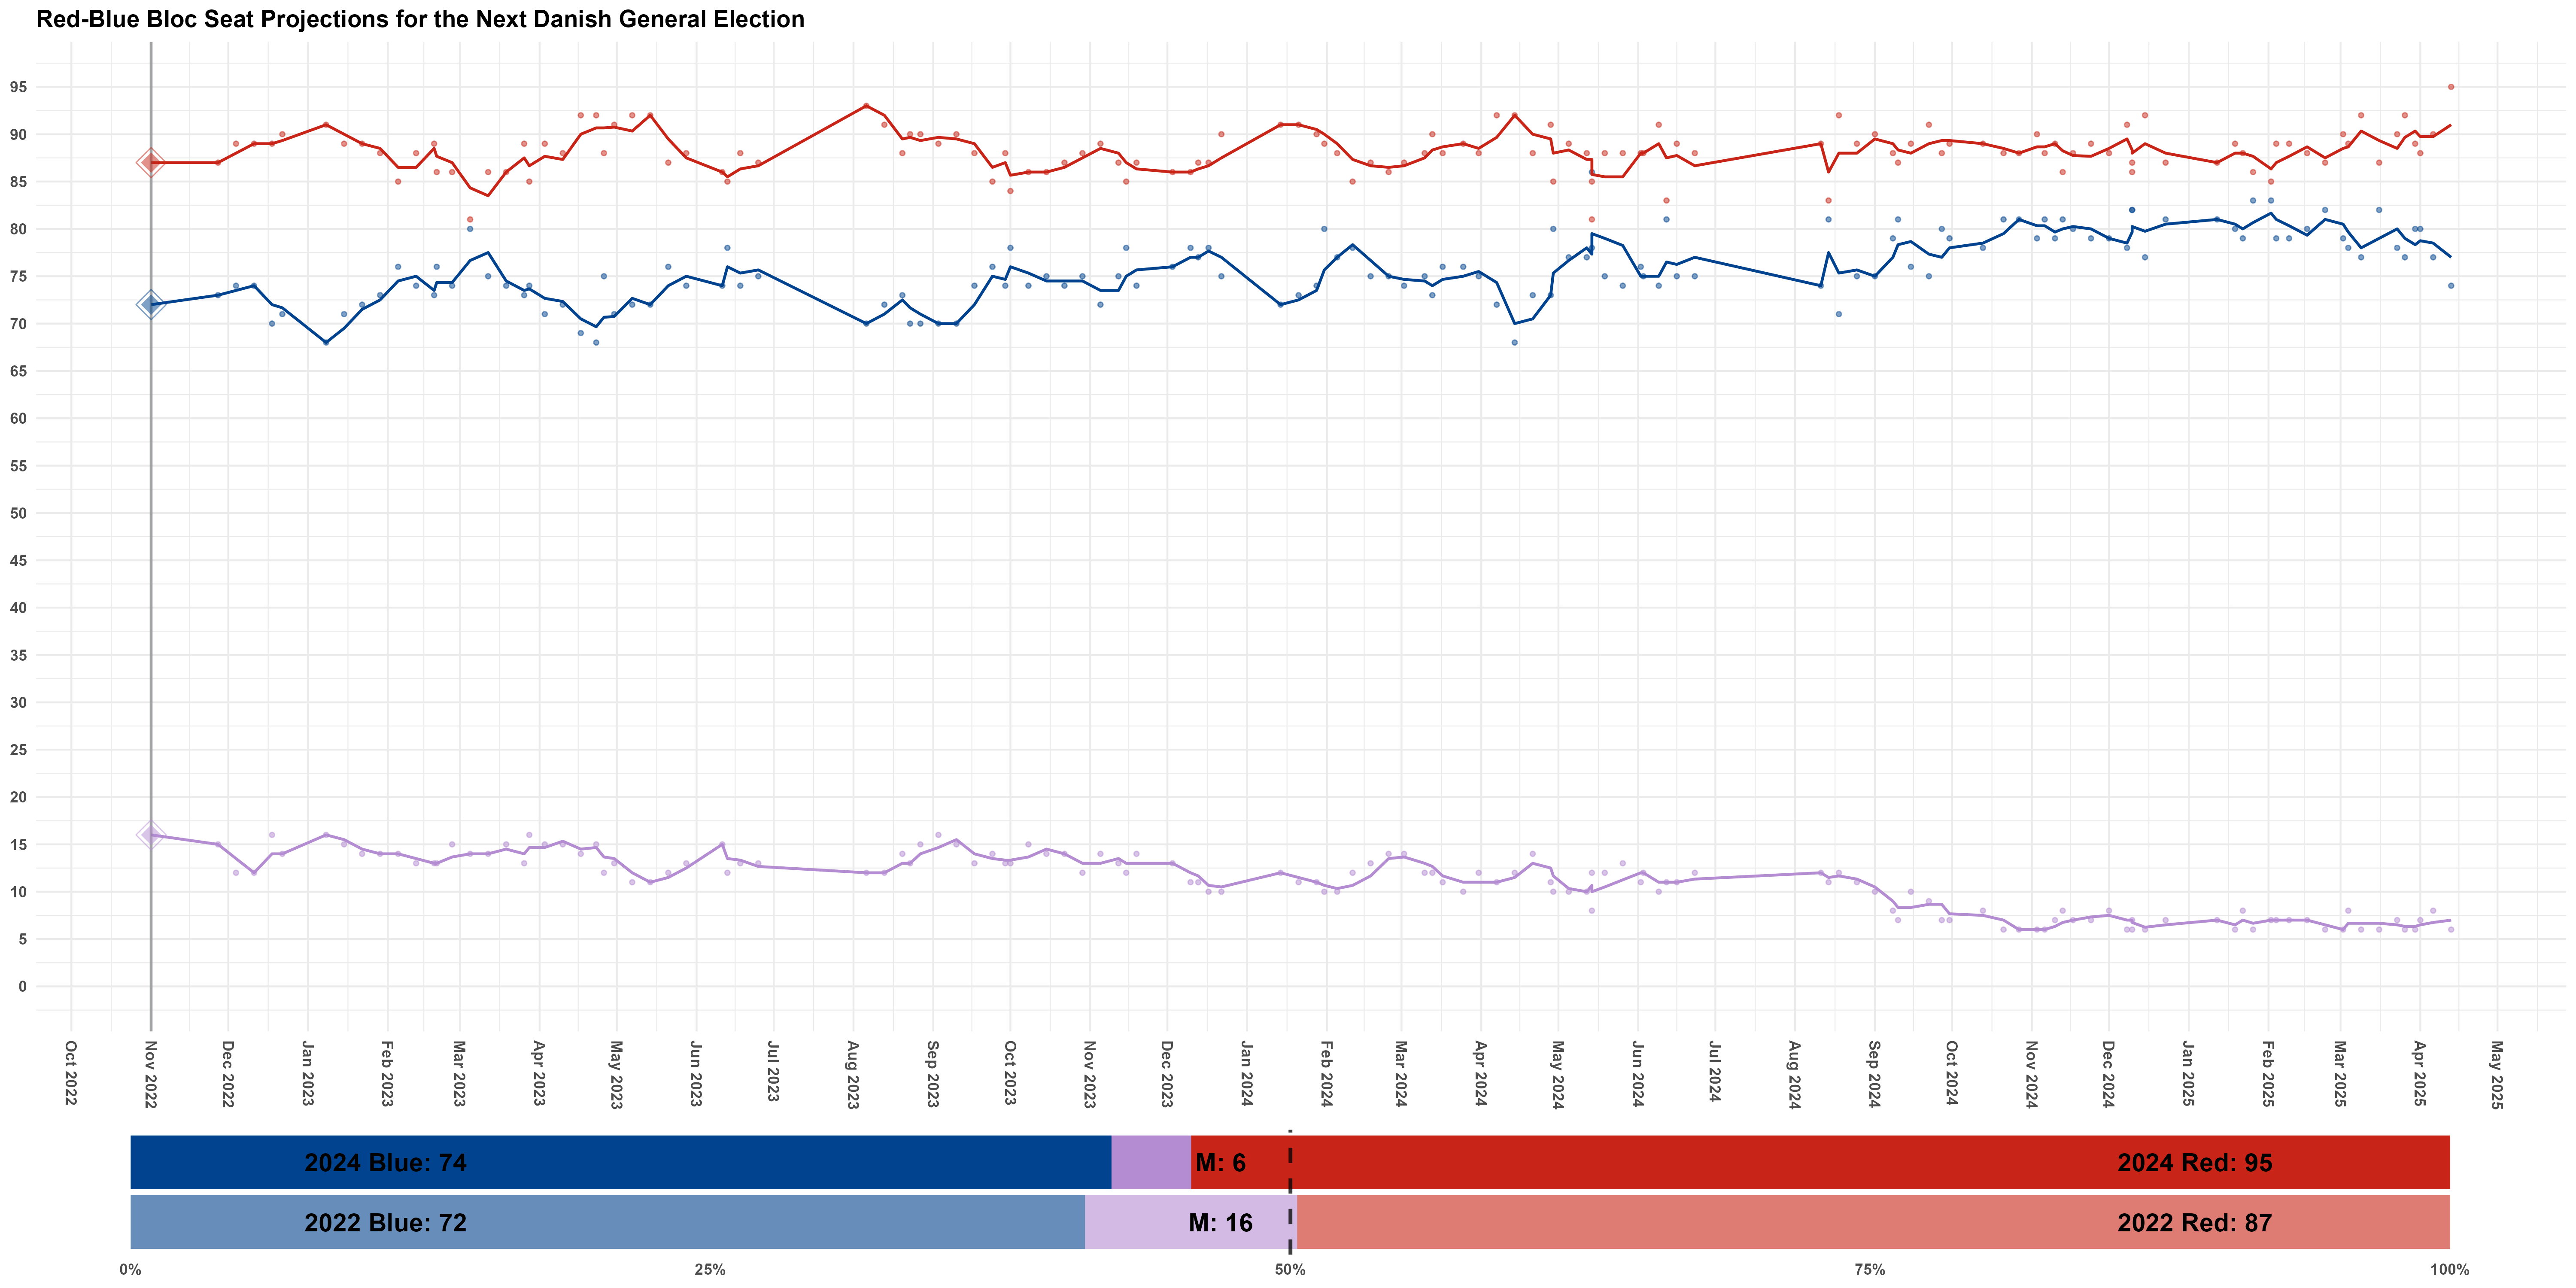 Red-Blue Bloc Seat Projections for the Next Danish General Election
95
90
85
80
75
70
65
60
55
50
45
40
35
30
25
20
15
10
5
0
Oct 2022
Nov 2022
Dec 2022
Jan 2023
Feb 2023
Mar 2023
Apr 2023
May 2023
Jun 2023
Jul 2023
Aug 2023
Sep 2023
Oct 2023
Nov 2023
Dec 2023
Jan 2024
Feb 2024
Mar 2024
Apr 2024
May 2024
Jun 2024
Jul 2024
Aug 2024
Sep 2024
Oct 2024
Nov 2024
Dec 2024
Jan 2025
Feb 2025
Mar 2025
Apr 2025
May 2025
2024 Blue: 74 M: 6 2024 Red: 95
2022 Blue: 72 M: 16 2022 Red: 87
0% 25% 50% 75% 100%